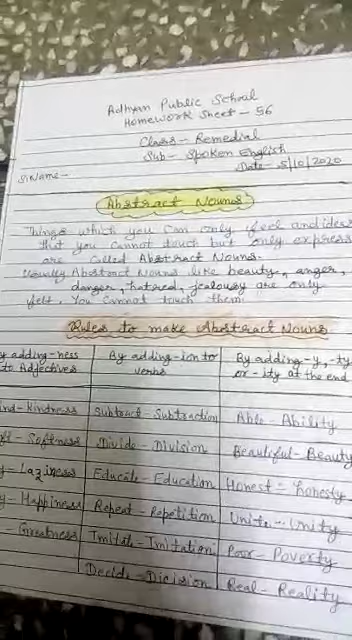 Adhyan Public School
Homework Sheet - 56
Class - Remedial
Sub - Spoken English
S.Name - Date - 5/10/2020
Abstract Nouns
Things which you can only feel and ideas
that you cannot touch but only express
are called Abstract Nouns.
Usually Abstract Nouns like beauty, anger,
danger, hatred, jealousy are only
felt. You cannot touch them.
Rules to make Abstract Nouns
y adding -ness By adding -ion to By adding -y, -ty
to Adjectives verbs or -ity at the end
ind - Kindness Subtract - Subtraction Able - Ability
ft - Softness Divide - Division Beautiful - Beauty
y - Laziness Educate - Education Honest - honesty
y - Happiness Repeat - Repetition Unite - Unity
- Greatness Imitate - Imitation Poor - Poverty
Decide - Dicision Real - Reality